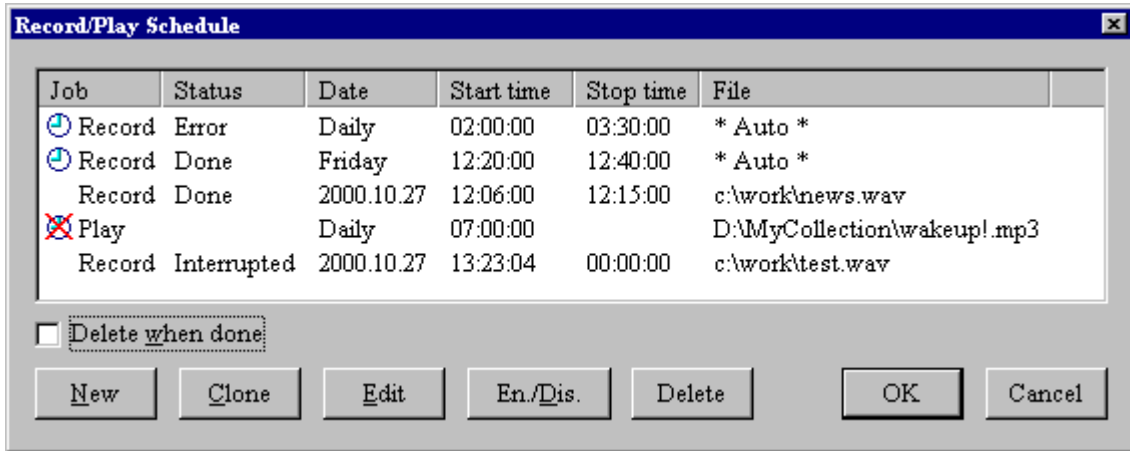 Record/Play Schedule
Job Status Date Start time Stop time File
Record Error Daily 02:00:00 03:30:00 * Auto *
Record Done Friday 12:20:00 12:40:00 * Auto *
Record Done 2000.10.27 12:06:00 12:15:00 c:\work\news.wav
Play Daily 07:00:00 D:\MyCollection\wakeup!.mp3
Record Interrupted 2000.10.27 13:23:04 00:00:00 c:\work\test.wav
Delete when done
New Clone Edit En./Dis. Delete OK Cancel